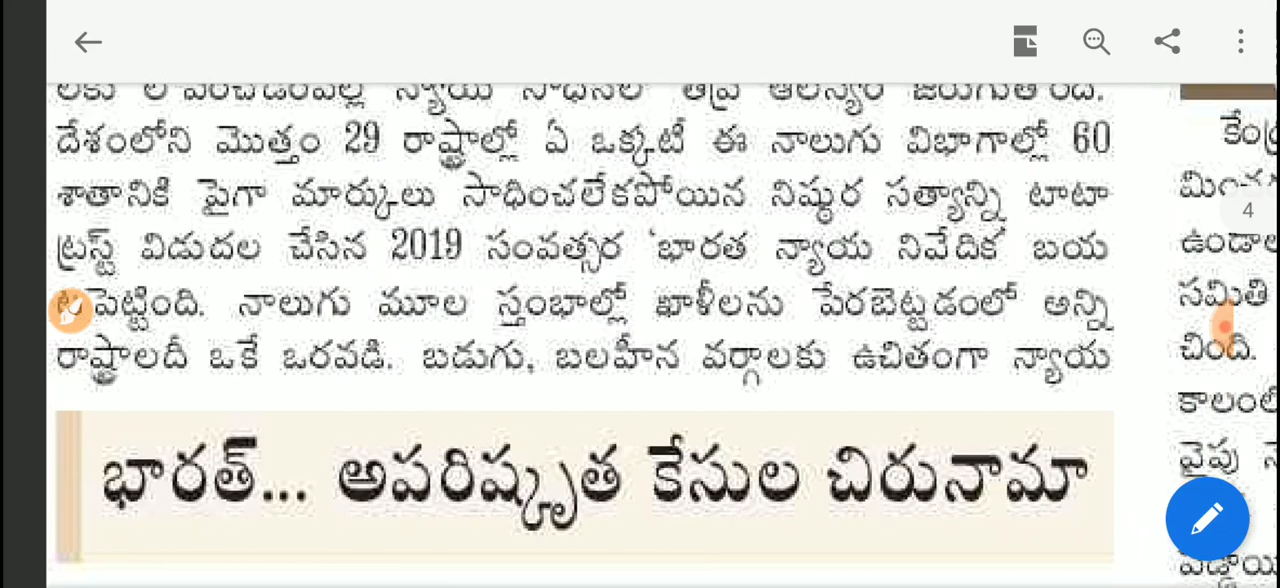 దేశంలోని మొత్తం 29 రాష్ట్రాల్లో ఏ ఒక్కటీ ఈ నాలుగు విభాగాల్లో 60
శాతానికి పైగా మార్కులు సాధించలేకపోయిన నిష్ఠుర సత్యాన్ని టాటా
ట్రస్ట్ విడుదల చేసిన 2019 సంవత్సర 'భారత న్యాయ నివేదిక' బయ
పెట్టింది. నాలుగు మూల స్తంభాల్లో ఖాళీలను పేరబెట్టడంలో అన్ని
రాష్ట్రాలదీ ఒకే ఒరవడి. బడుగు, బలహీన వర్గాలకు ఉచితంగా న్యాయ
భారత్... అపరిష్కృత కేసుల చిరునామా
4
సమితి
చింది.
వైపు